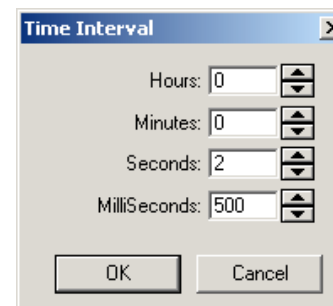 Time Interval
Hours: 0
Minutes: 0
Seconds: 2
MilliSeconds: 500
OK Cancel